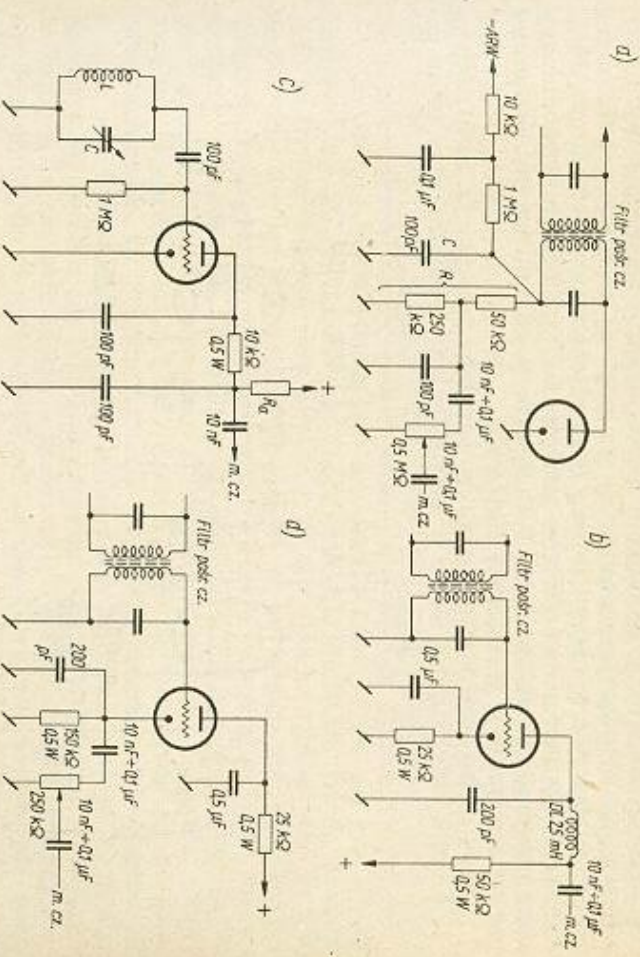 a)
Filtr pośr. cz.
-ARW
10 kΩ
1 MΩ
0,1 µF
C
100pF
R
50 kΩ
250
kΩ
100 pF
10 nF÷0,1 µF
10 nF÷0,1 µF
m.cz
0,5 MΩ
b)
Filtr pośr. cz.
0,5 µF
25 kΩ
0,5 W
200 pF
Dł. 25 mH
10 nF÷0,1 µF
m.cz.
50 kΩ
0,5 W
+
c)
L
C
100 pF
1 MΩ
100 pF
10 kΩ
0,5 W
100 pF
Ra
+
10 nF
m.cz.
d)
Filtr pośr. cz.
200
pF
150 kΩ
0,5 W
10 nF÷0,1 µF
10 nF÷0,1 µF
250 kΩ
m.cz.
0,5 µF
25 kΩ
0,5 W
+